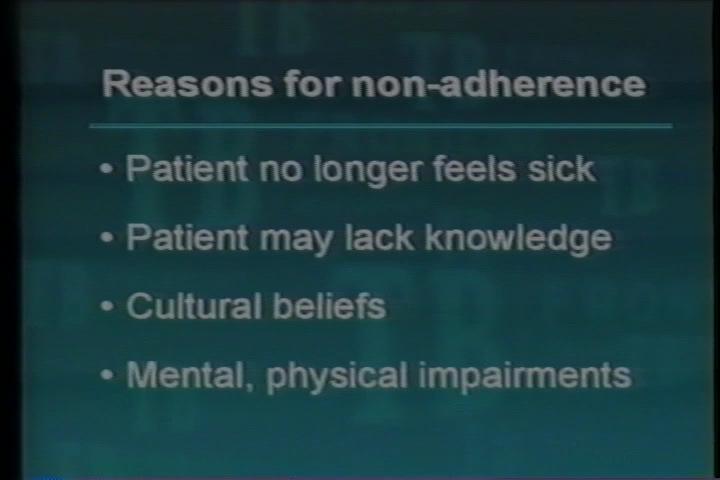 Reasons for non-adherence
• Patient no longer feels sick
• Patient may lack knowledge
• Cultural beliefs
• Mental, physical impairments